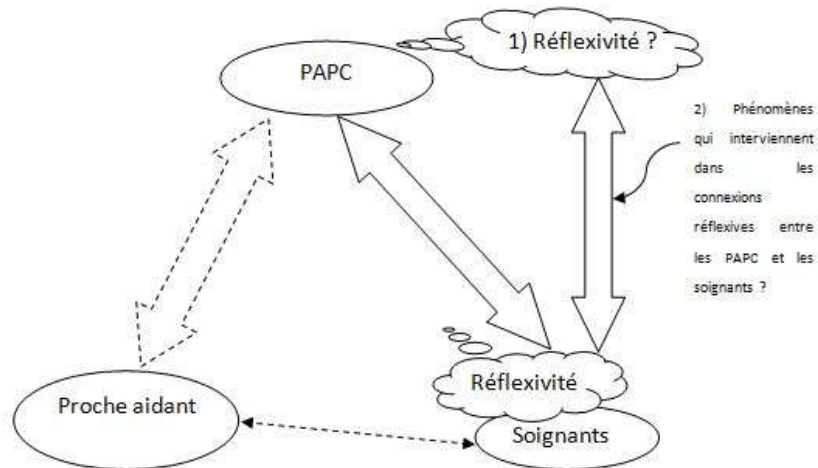 1) Réflexivité ?
PAPC
2) Phénomènes
qui interviennent
dans les
connexions
réflexives entre
les PAPC et les
soignants ?
Réflexivité
Proche aidant
Soignants